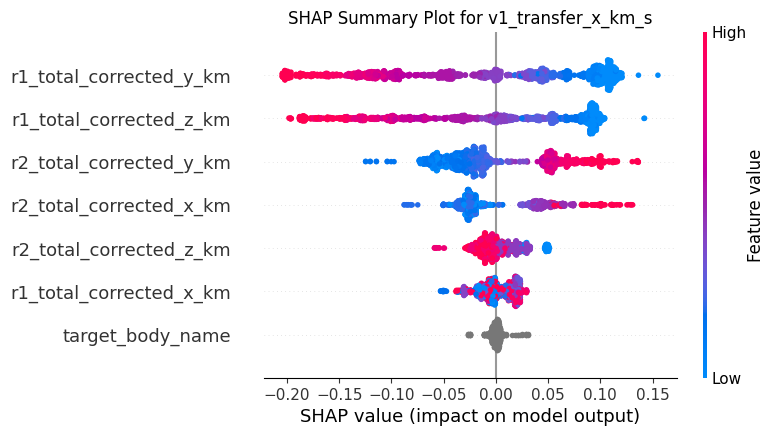 SHAP Summary Plot for v1_transfer_x_km_s
High
r1_total_corrected_y_km
r1_total_corrected_z_km
r2_total_corrected_y_km
r2_total_corrected_x_km
r2_total_corrected_z_km
r1_total_corrected_x_km
target_body_name
Feature value
Low
−0.20 −0.15 −0.10 −0.05 0.00 0.05 0.10 0.15
SHAP value (impact on model output)